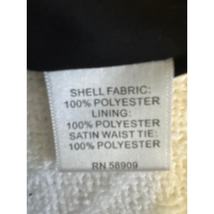 SHELL FABRIC:
100% POLYESTER
LINING:
100% POLYESTER
SATIN WAIST TIE:
100% POLYESTER
RN 58909